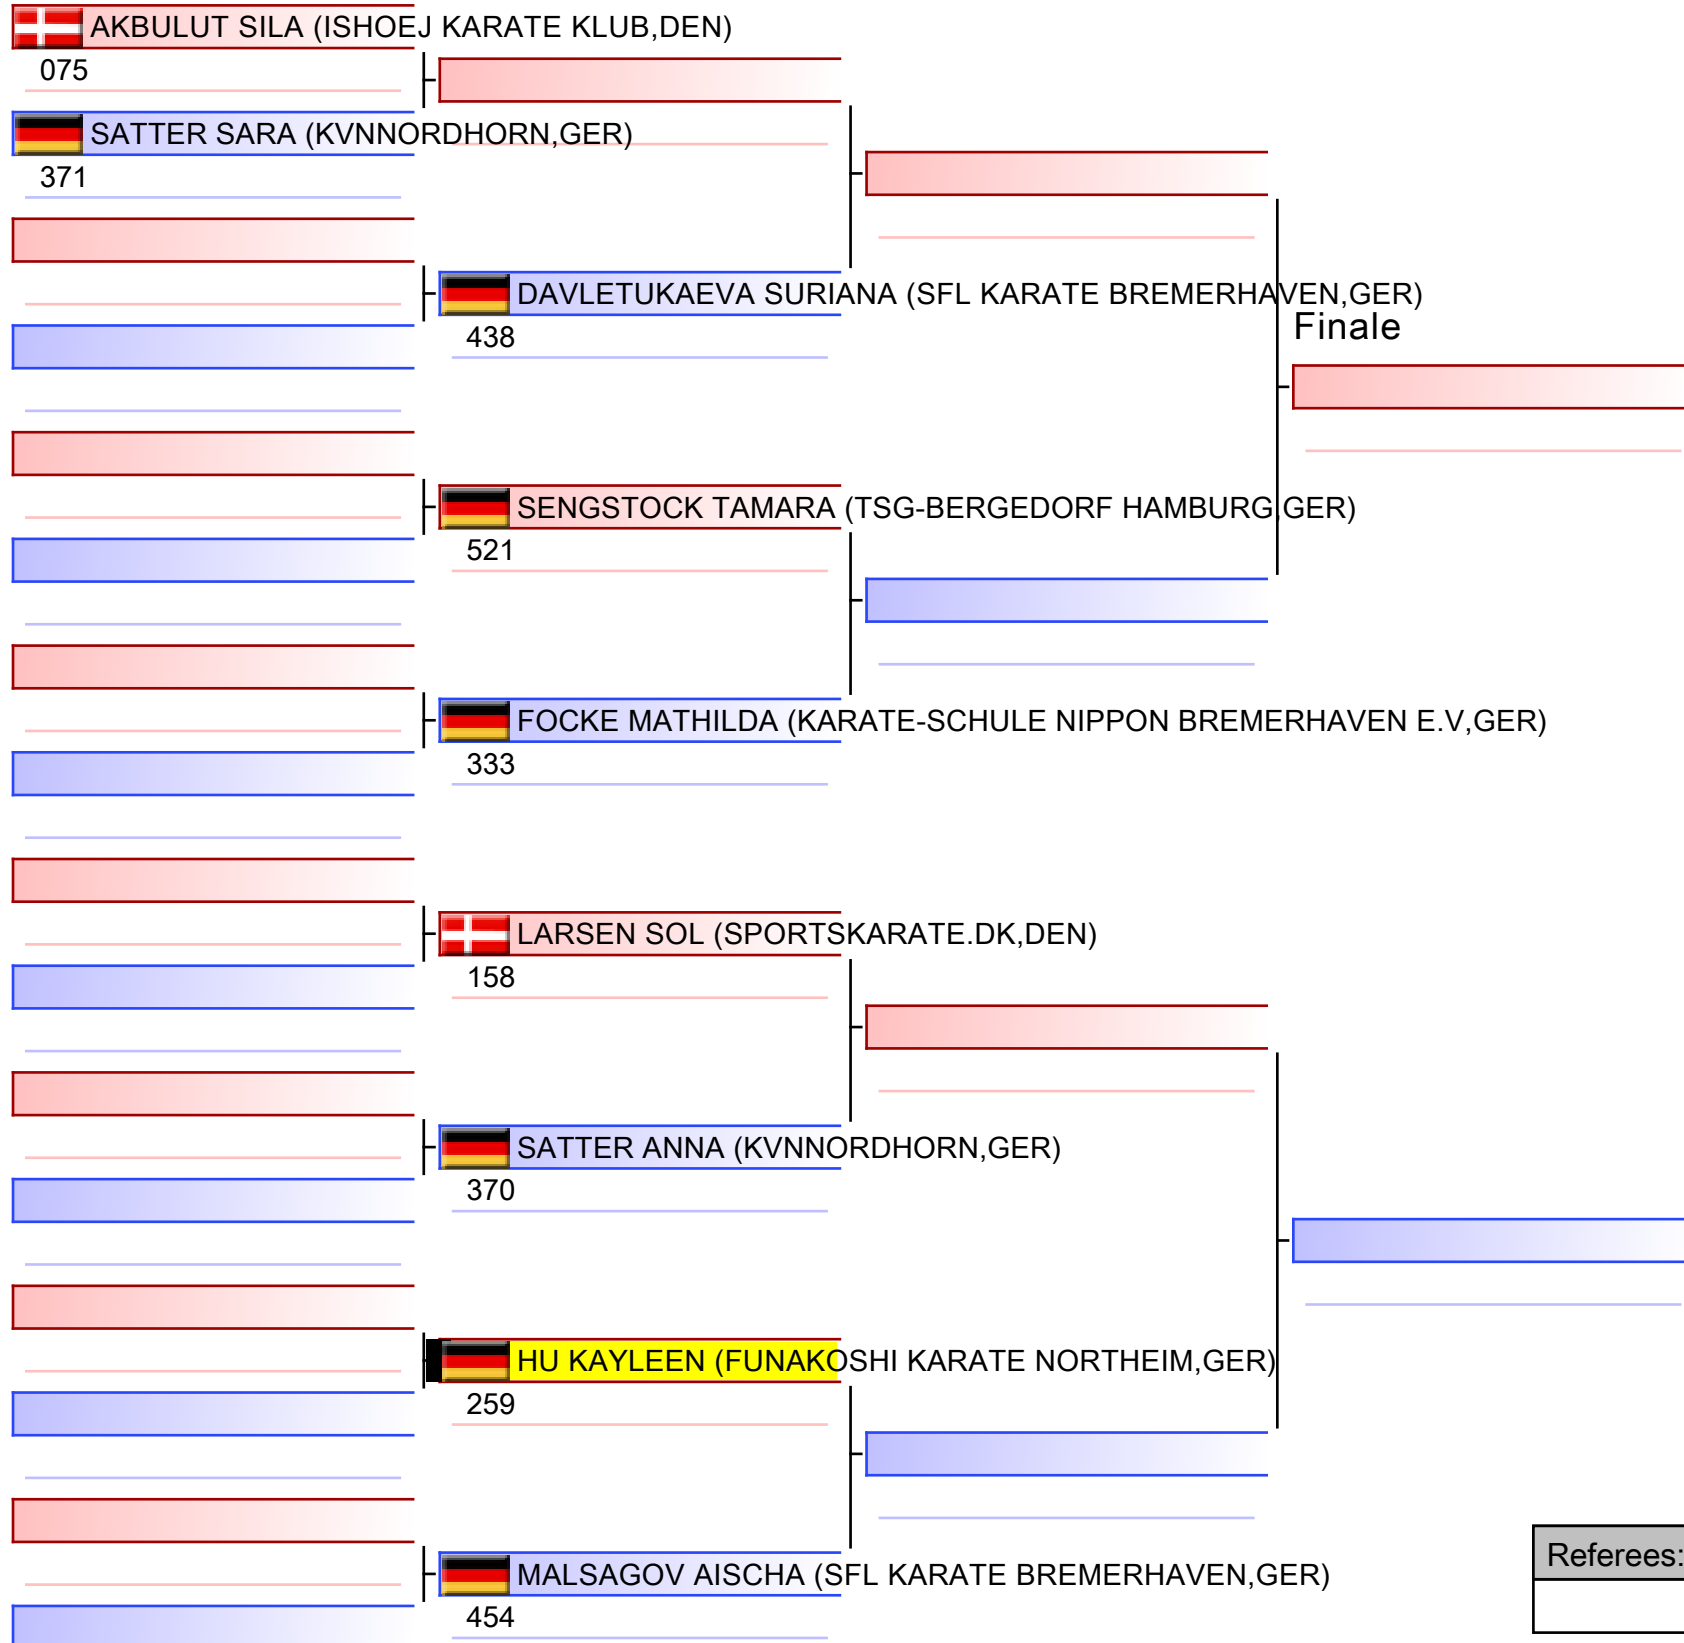 AKBULUT SILA (ISHOEJ KARATE KLUB,DEN)
075
SATTER SARA (KVNNORDHORN,GER)
371
DAVLETUKAEVA SURIANA (SFL KARATE BREMERHAVEN,GER)
Finale
438
SENGSTOCK TAMARA (TSG-BERGEDORF HAMBURG,GER)
521
FOCKE MATHILDA (KARATE-SCHULE NIPPON BREMERHAVEN E.V,GER)
333
LARSEN SOL (SPORTSKARATE.DK,DEN)
158
SATTER ANNA (KVNNORDHORN,GER)
370
HU KAYLEEN (FUNAKOSHI KARATE NORTHEIM,GER)
259
Referees:
MALSAGOV AISCHA (SFL KARATE BREMERHAVEN,GER)
454